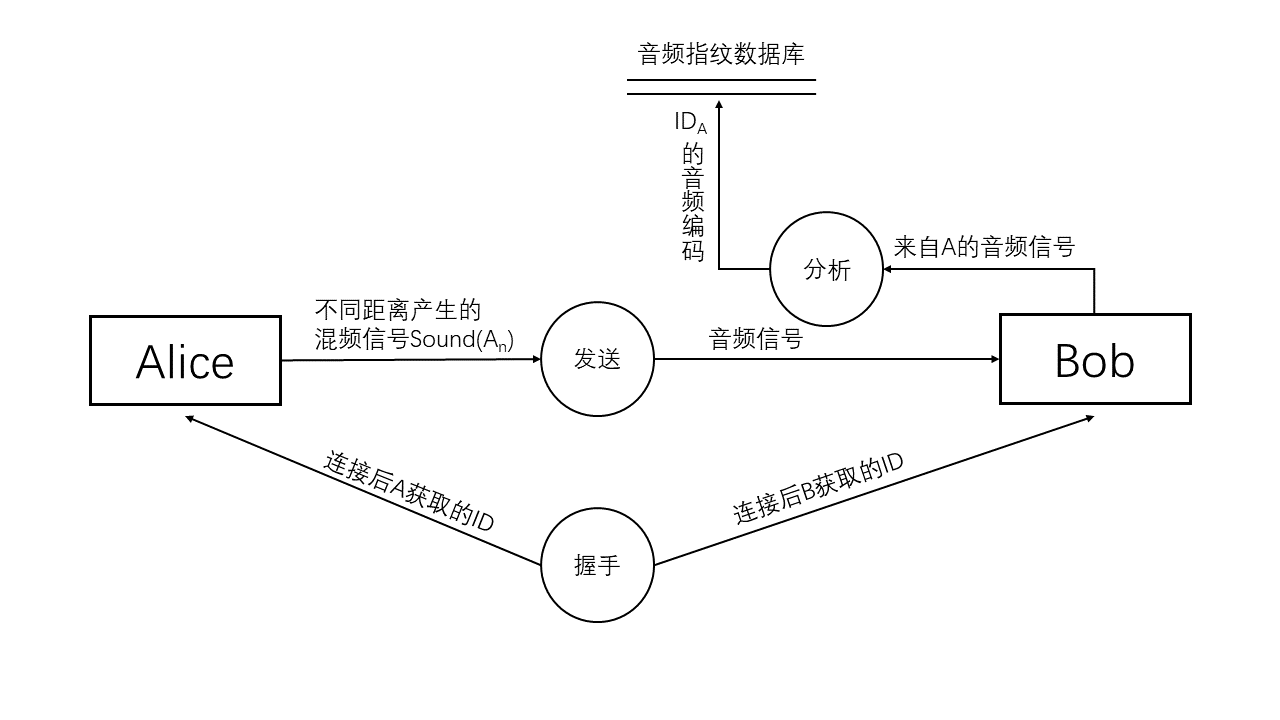 音频指纹数据库
IDA
的音频编码
分析
来自A的音频信号
不同距离产生的
混频信号Sound(An)
发送
音频信号
Alice
Bob
连接后A获取的ID
连接后B获取的ID
握手